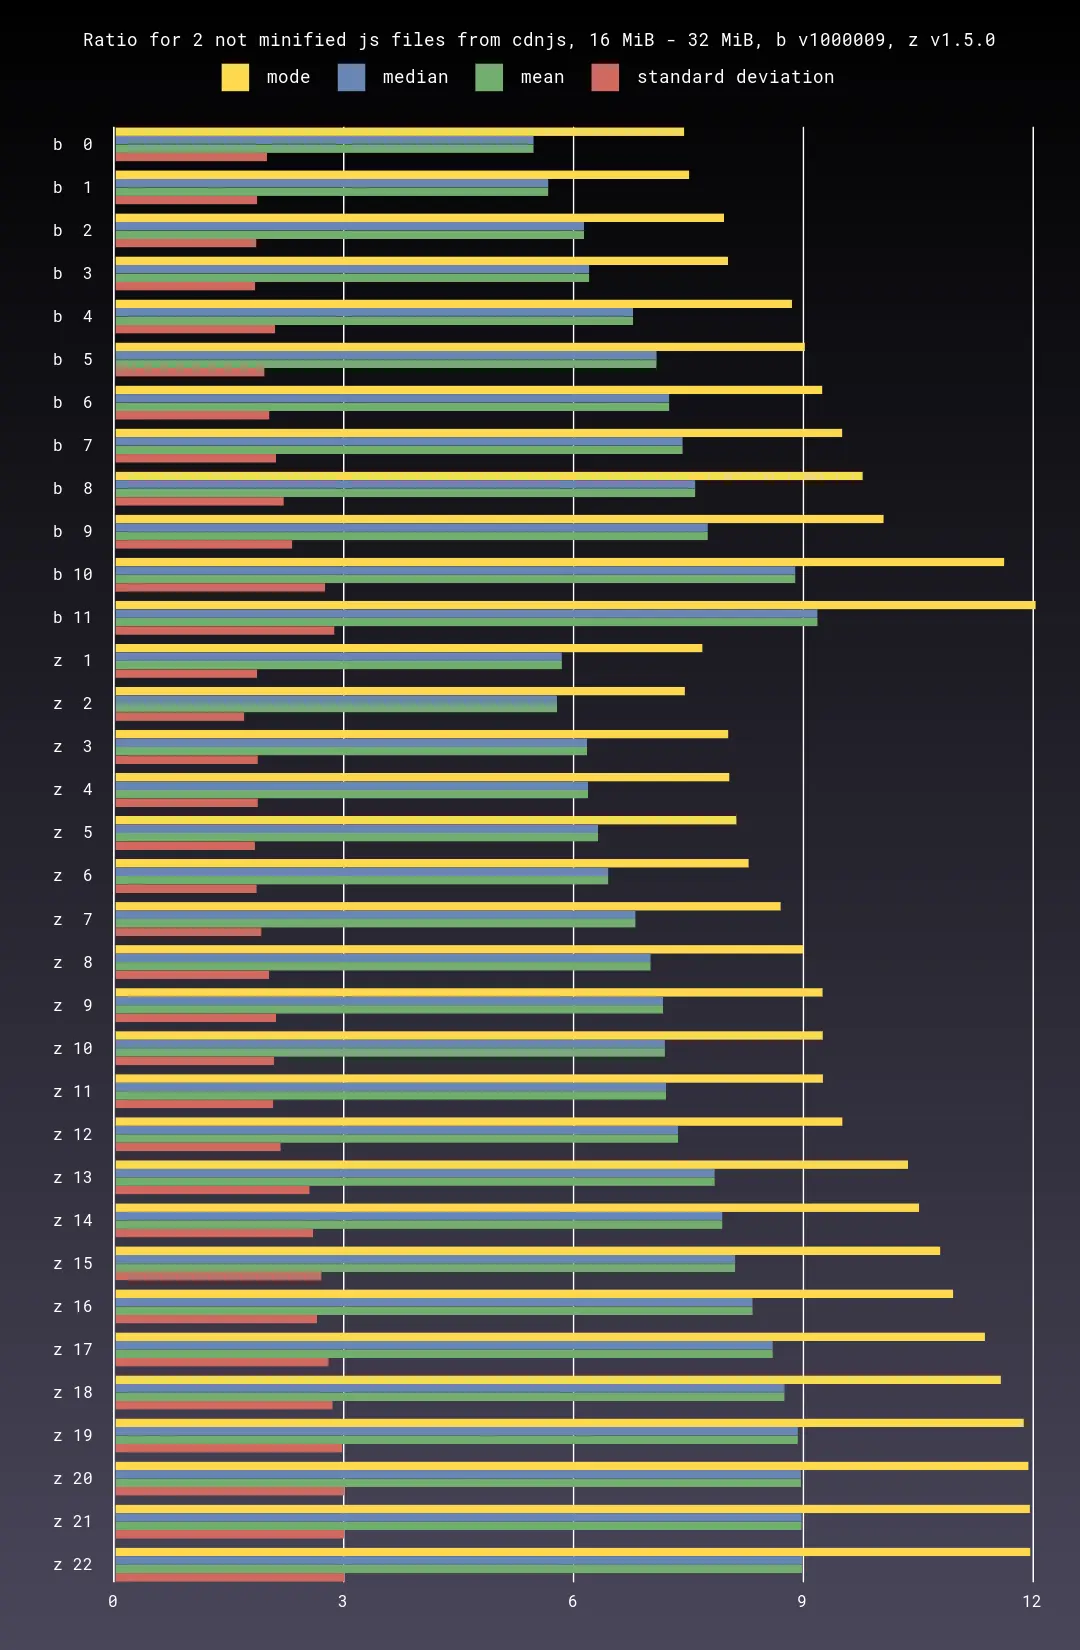 Ratio for 2 not minified js files from cdnjs, 16 MiB - 32 MiB, b v1000009, z v1.5.0
mode median mean standard deviation
b 0
b 1
b 2
b 3
b 4
b 5
b 6
b 7
b 8
b 9
b 10
b 11
z 1
z 2
z 3
z 4
z 5
z 6
z 7
z 8
z 9
z 10
z 11
z 12
z 13
z 14
z 15
z 16
z 17
z 18
z 19
z 20
z 21
z 22
0 3 6 9 12